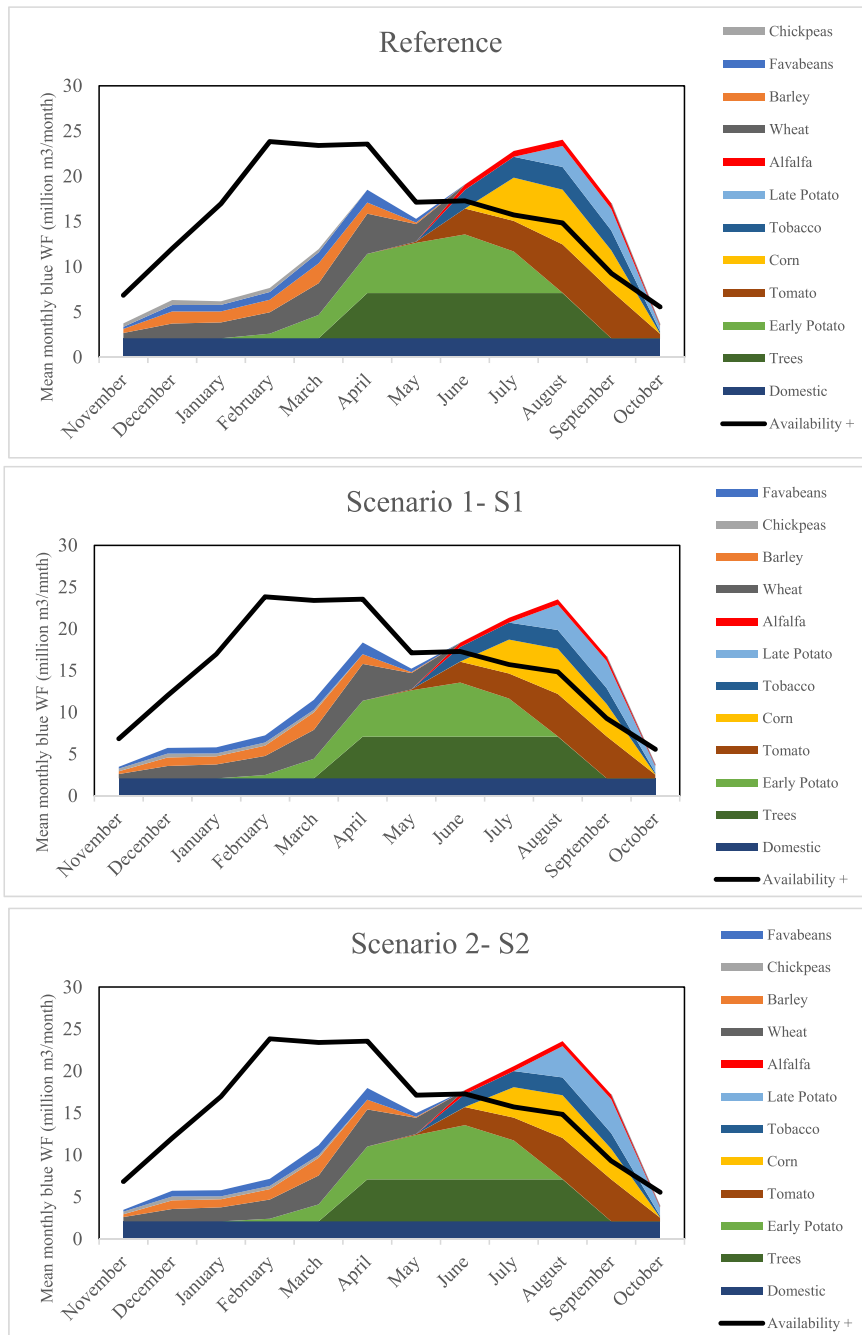 Reference
Mean monthly blue WF (million m3/month)
30
25
20
15
10
5
0
November
December
January
February
March
April
May
June
July
August
September
October
Chickpeas
Favabeans
Barley
Wheat
Alfalfa
Late Potato
Tobacco
Corn
Tomato
Early Potato
Trees
Domestic
Availability +
Scenario 1- S1
Mean monthly blue WF (million m3/mnth)
30
25
20
15
10
5
0
November
December
January
February
March
April
May
June
July
August
September
October
Favabeans
Chickpeas
Barley
Wheat
Alfalfa
Late Potato
Tobacco
Corn
Tomato
Early Potato
Trees
Domestic
Availability +
Scenario 2- S2
Mean monthly blue WF (million m3/month)
30
25
20
15
10
5
0
November
December
January
February
March
April
May
June
July
August
September
October
Favabeans
Chickpeas
Barley
Wheat
Alfalfa
Late Potato
Tobacco
Corn
Tomato
Early Potato
Trees
Domestic
Availability +